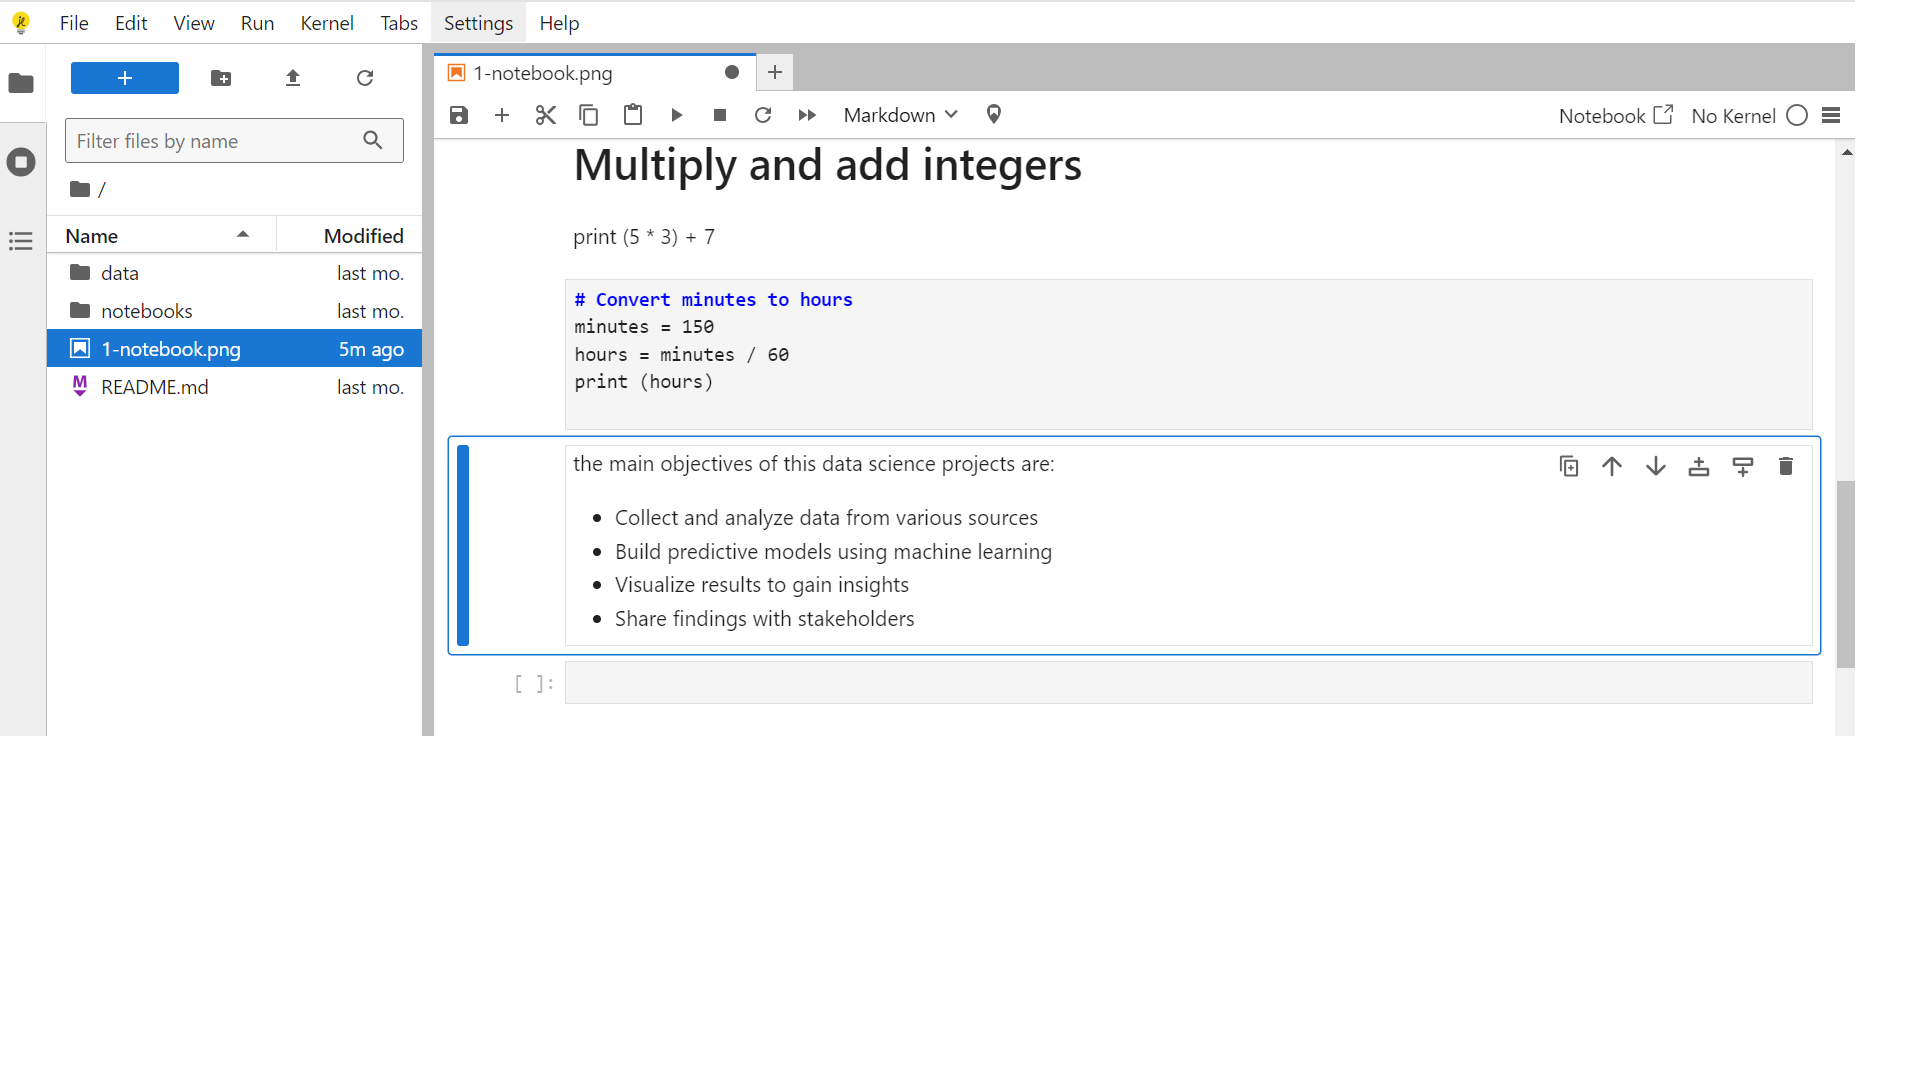 File Edit View Run Kernel Tabs Settings Help
Filter files by name
/
Name Modified
data last mo.
notebooks last mo.
1-notebook.png 5m ago
README.md last mo.
1-notebook.png
Markdown Notebook No Kernel
Multiply and add integers
print (5 * 3) + 7
# Convert minutes to hours
minutes = 150
hours = minutes / 60
print (hours)
the main objectives of this data science projects are:
• Collect and analyze data from various sources
• Build predictive models using machine learning
• Visualize results to gain insights
• Share findings with stakeholders
[ ]: